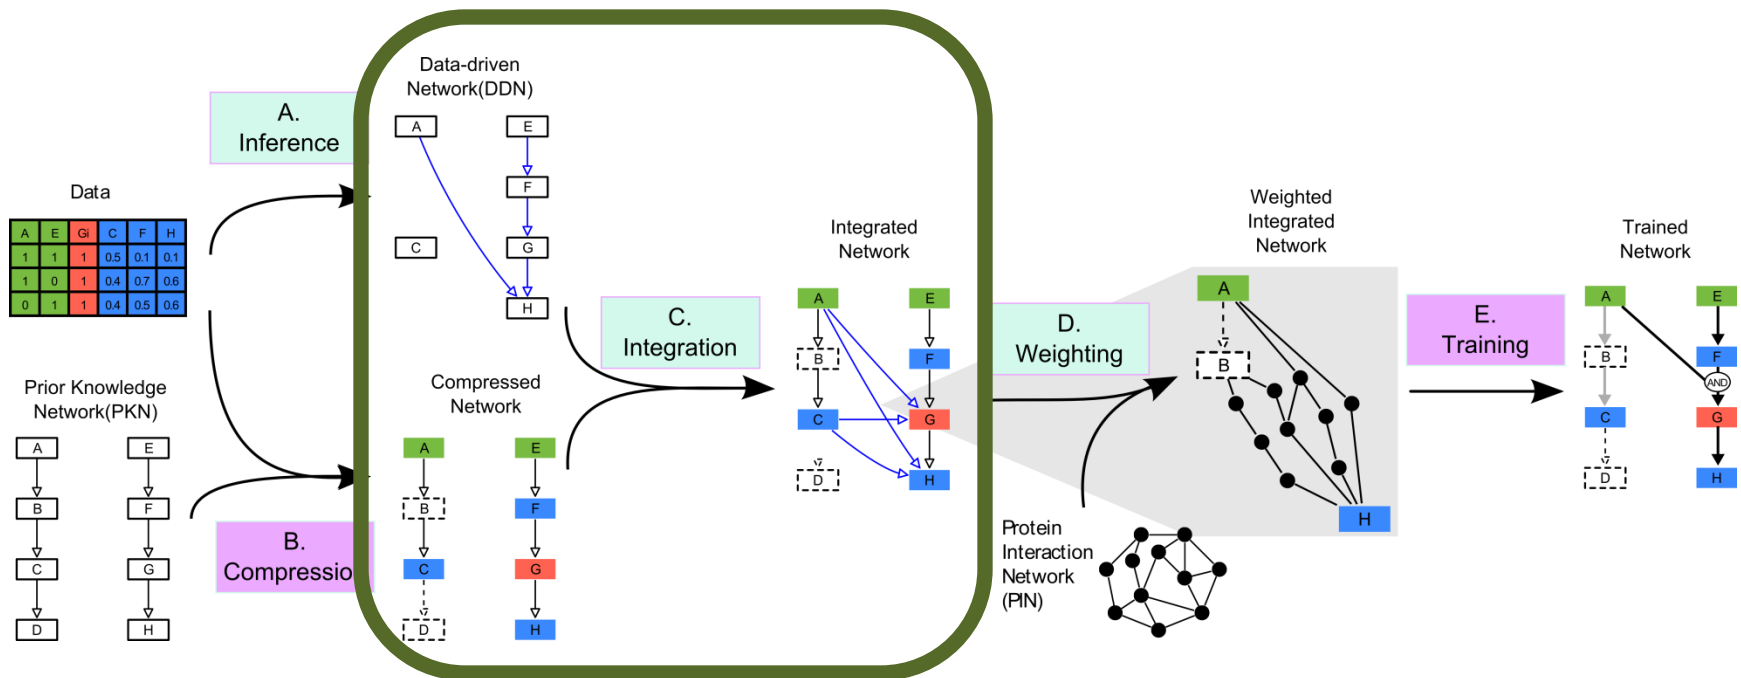 Data-driven
Network(DDN)
A.
Inference
A
E
F
C
G
H
Data
A E Gi C F H
1 1 1 0.5 0.1 0.1
1 0 1 0.4 0.7 0.6
0 1 1 0.4 0.5 0.6
Prior Knowledge
Network(PKN)
A
E
B
F
C
G
D
H
B.
Compressio
Compressed
Network
A
E
B
F
C
G
D
H
C.
Integration
Integrated
Network
A
E
B
F
C
G
D
H
D.
Weighting
Protein
Interaction
Network
(PIN)
Weighted
Integrated
Network
A
B
H
E.
Training
Trained
Network
A
E
B
F
AND
C
G
D
H